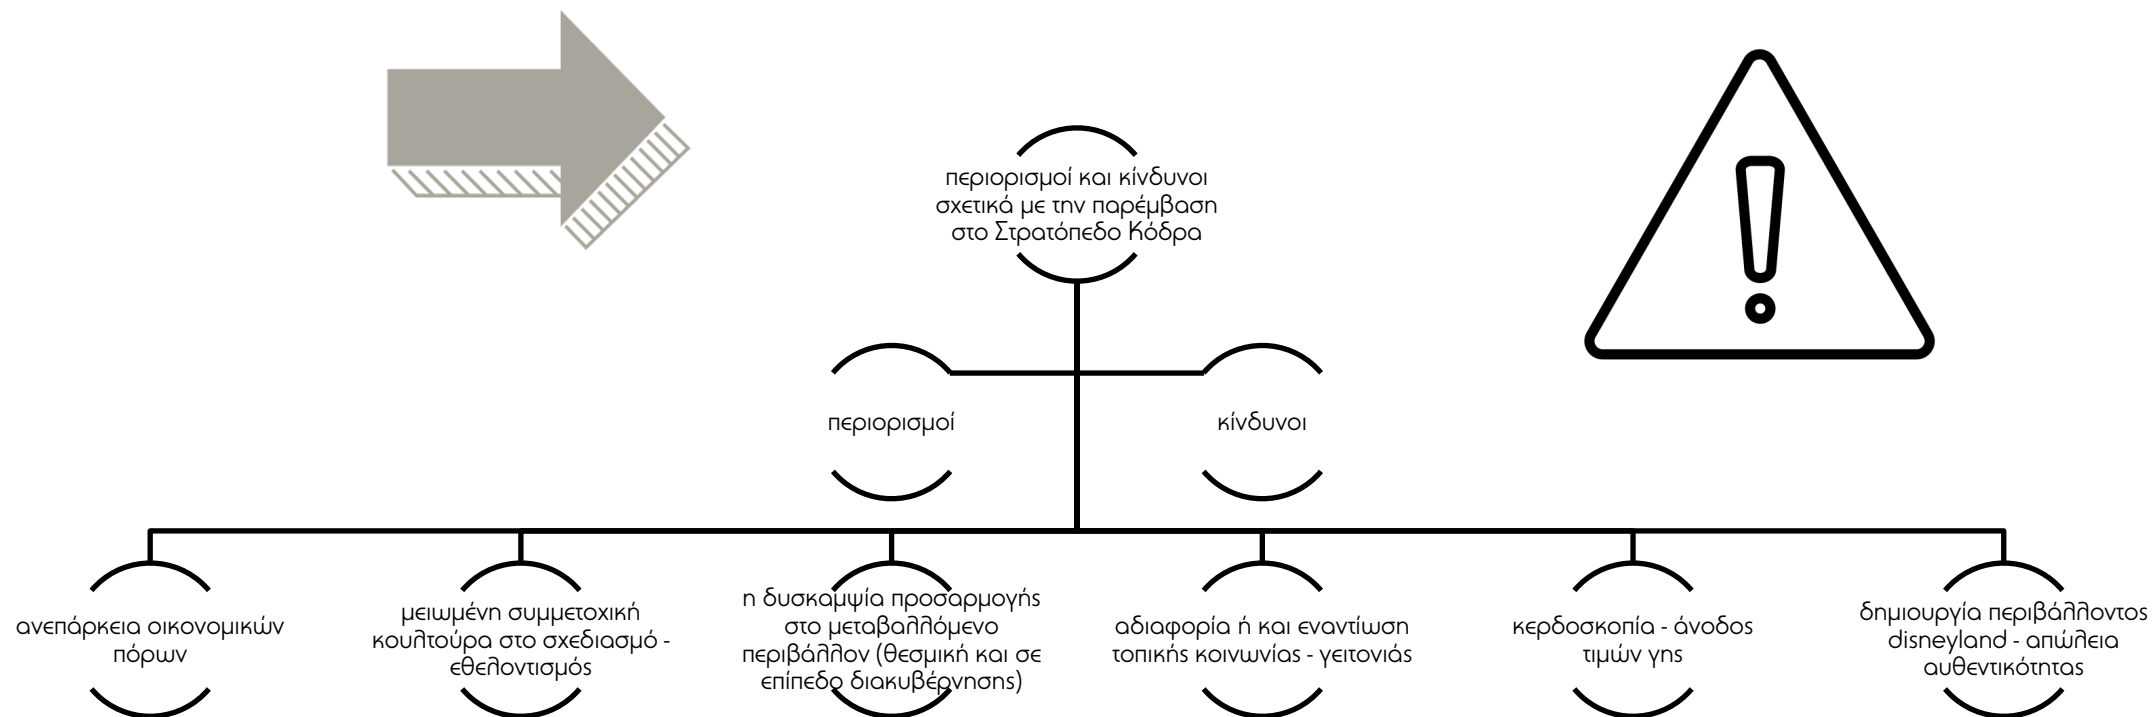 περιορισμοί και κίνδυνοι
σχετικά με την παρέμβαση
στο Στρατόπεδο Κόδρα
περιορισμοί
κίνδυνοι
ανεπάρκεια οικονομικών
πόρων
μειωμένη συμμετοχική
κουλτούρα στο σχεδιασμό -
εθελοντισμός
η δυσκαμψία προσαρμογής
στο μεταβαλλόμενο
περιβάλλον (θεσμική και σε
επίπεδο διακυβέρνησης)
αδιαφορία ή και εναντίωση
τοπικής κοινωνίας - γειτονιάς
κερδοσκοπία - άνοδος
τιμών γης
δημιουργία περιβάλλοντος
disneyland - απώλεια
αυθεντικότητας